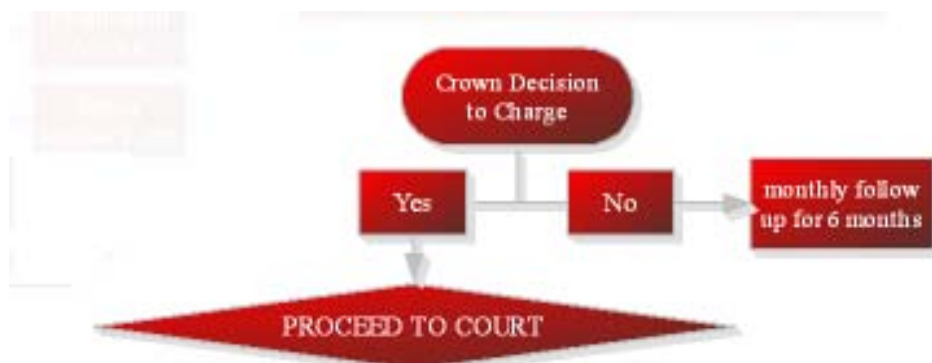 Crown Decision
to Charge
Yes
No
monthly follow
up for 6 months
PROCEED TO COURT